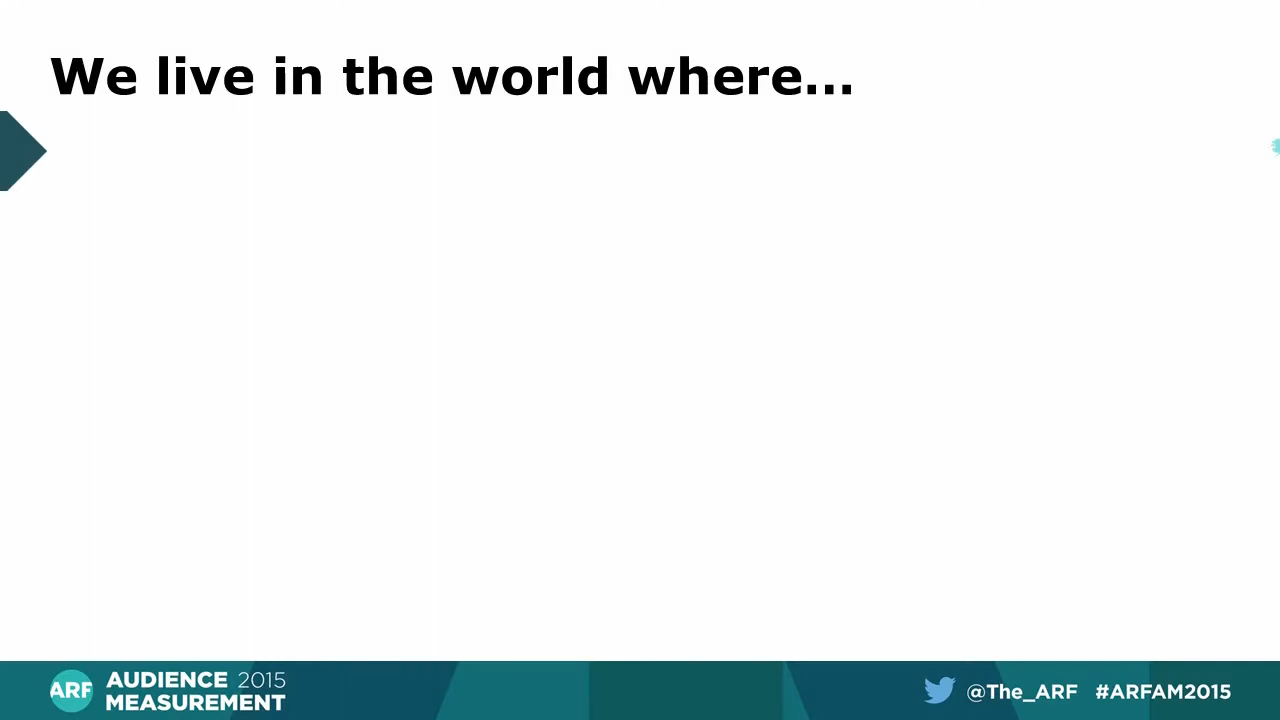 We live in the world where...
ARF
AUDIENCE 2015
MEASUREMENT
@The_ARF #ARFAM2015